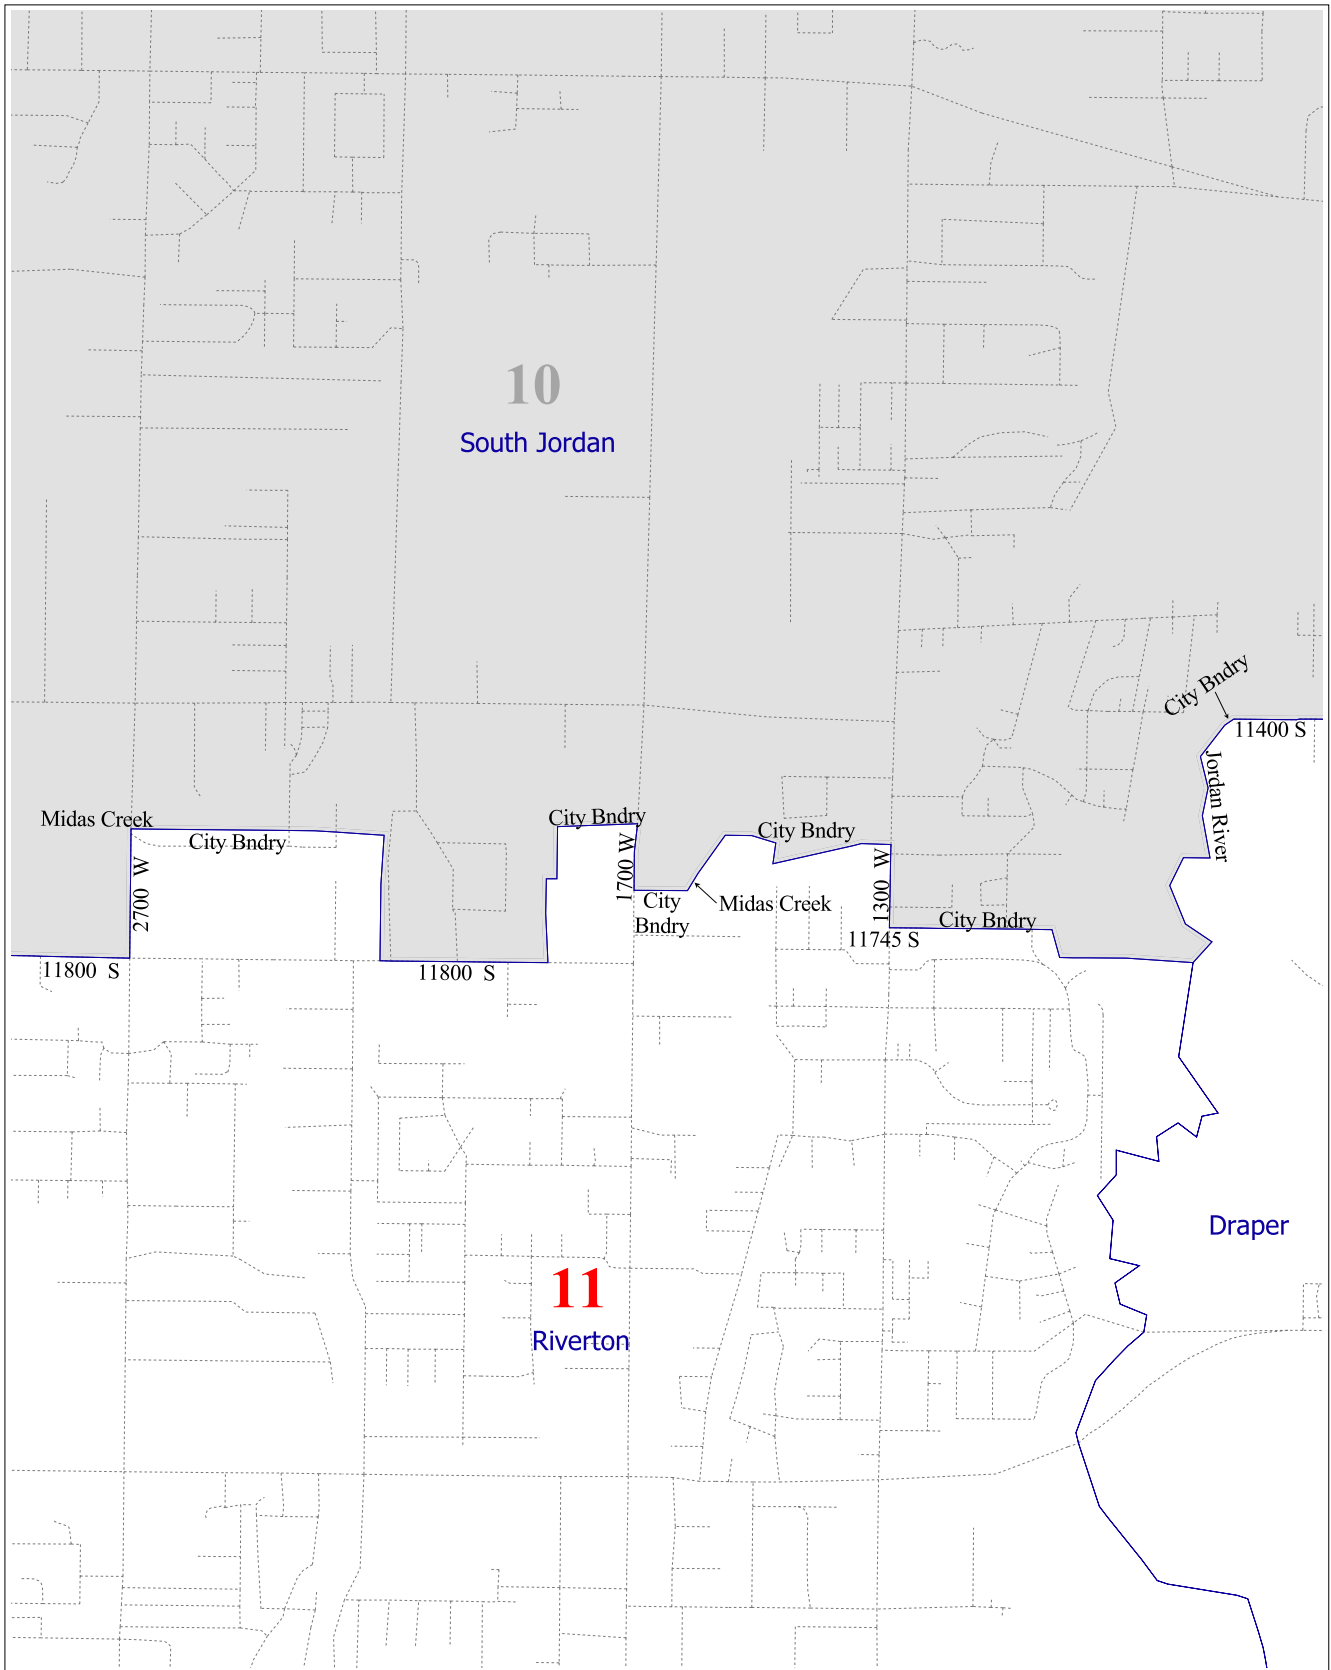 10
South Jordan
City Bndry
11400 S
Jordan River
Midas Creek
City Bndry
City Bndry
City Bndry
2700 W
1700 W
1300 W
City
Bndry
Midas Creek
City Bndry
11745 S
11800 S
11800 S
Draper
11
Riverton